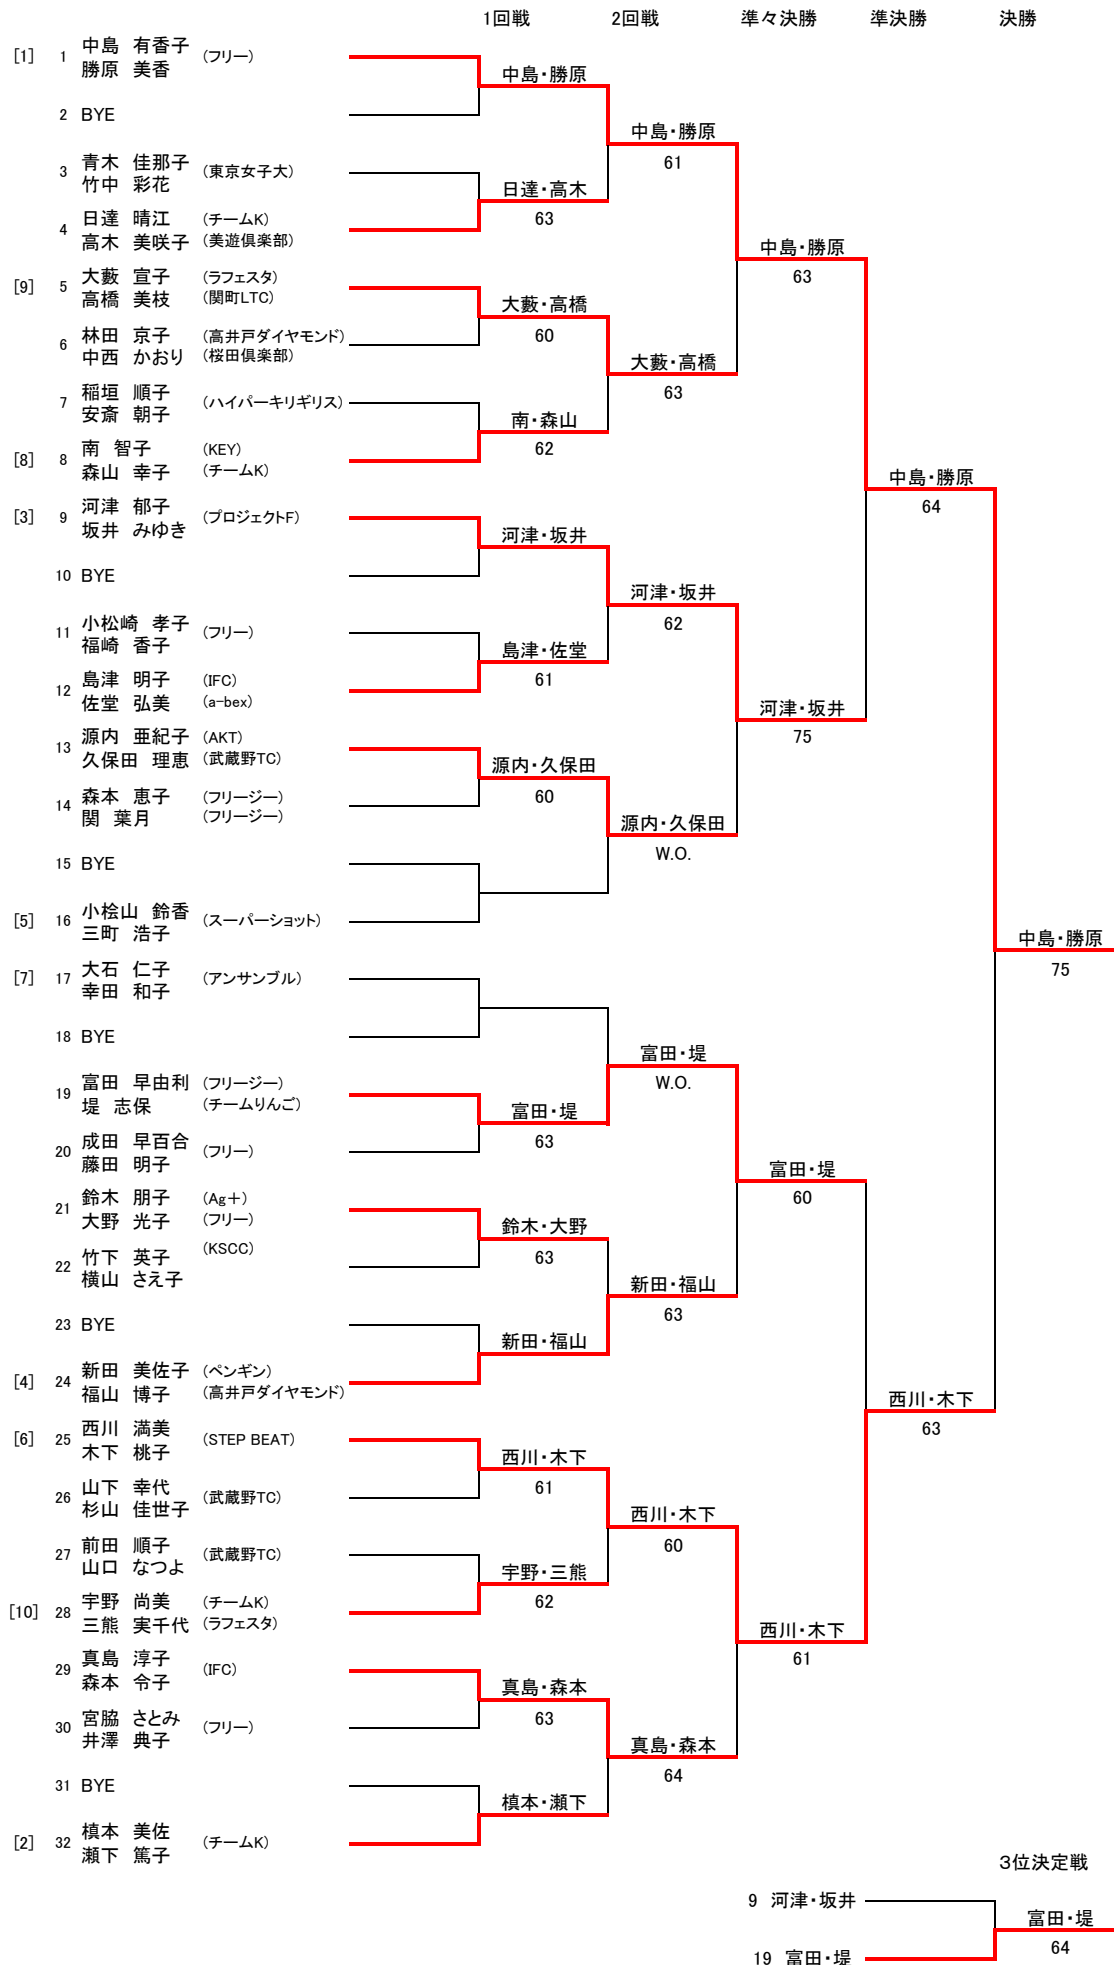 1回戦 2回戦 準々決勝 準決勝 決勝
[1] 1 中島 有香子 (フリー)
勝原 美香
中島・勝原
2 BYE
中島・勝原
61
3 青木 佳那子 (東京女子大)
竹中 彩花
日達・高木
63
4 日達 晴江 (チームK)
高木 美咲子 (美遊倶楽部)
中島・勝原
63
[9] 5 大薮 宣子 (ラフェスタ)
高橋 美枝 (関町LTC)
大薮・高橋
60
6 林田 京子 (高井戸ダイヤモンド)
中西 かおり (桜田倶楽部)
大薮・高橋
63
7 稲垣 順子 (ハイパーキリギリス)
安斎 朝子
南・森山
62
[8] 8 南 智子 (KEY)
森山 幸子 (チームK)
中島・勝原
64
[3] 9 河津 郁子 (プロジェクトF)
坂井 みゆき
河津・坂井
10 BYE
河津・坂井
62
11 小松崎 孝子 (フリー)
福崎 香子
島津・佐堂
61
12 島津 明子 (IFC)
佐堂 弘美 (a-bex)
河津・坂井
75
13 源内 亜紀子 (AKT)
久保田 理恵 (武蔵野TC)
源内・久保田
60
14 森本 恵子 (フリージー)
関 葉月 (フリージー)
源内・久保田
W.O.
15 BYE
[5] 16 小桧山 鈴香 (スーパーショット)
三町 浩子
中島・勝原
75
[7] 17 大石 仁子 (アンサンブル)
幸田 和子
18 BYE
富田・堤
W.O.
19 富田 早由利 (フリージー)
堤 志保 (チームりんご)
富田・堤
63
20 成田 早百合 (フリー)
藤田 明子
富田・堤
60
21 鈴木 朋子 (Ag+)
大野 光子 (フリー)
鈴木・大野
63
22 竹下 英子 (KSCC)
横山 さえ子
新田・福山
63
23 BYE
新田・福山
[4] 24 新田 美佐子 (ペンギン)
福山 博子 (高井戸ダイヤモンド)
西川・木下
63
[6] 25 西川 満美 (STEP BEAT)
木下 桃子
西川・木下
61
26 山下 幸代 (武蔵野TC)
杉山 佳世子
西川・木下
60
27 前田 順子 (武蔵野TC)
山口 なつよ
宇野・三熊
62
[10] 28 宇野 尚美 (チームK)
三熊 実千代 (ラフェスタ)
西川・木下
61
29 真島 淳子 (IFC)
森本 令子
真島・森本
63
30 宮脇 さとみ (フリー)
井澤 典子
真島・森本
64
31 BYE
槙本・瀬下
[2] 32 槙本 美佐 (チームK)
瀬下 篤子
3位決定戦
9 河津・坂井
富田・堤
64
19 富田・堤